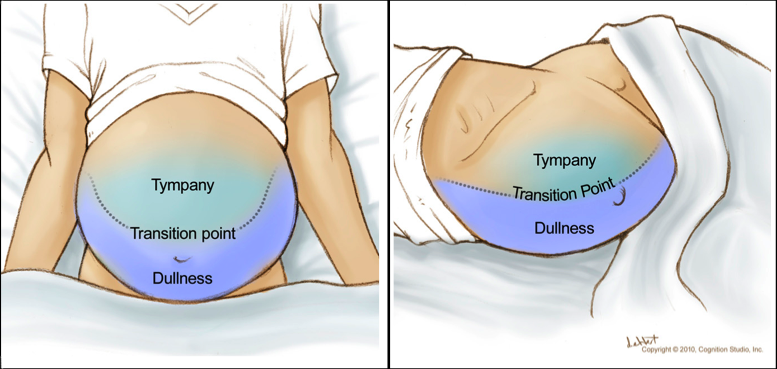 Tympany
Transition point
Dullness
Tympany
Transition Point
Dullness
Copyright © 2010, Cognition Studio, Inc.